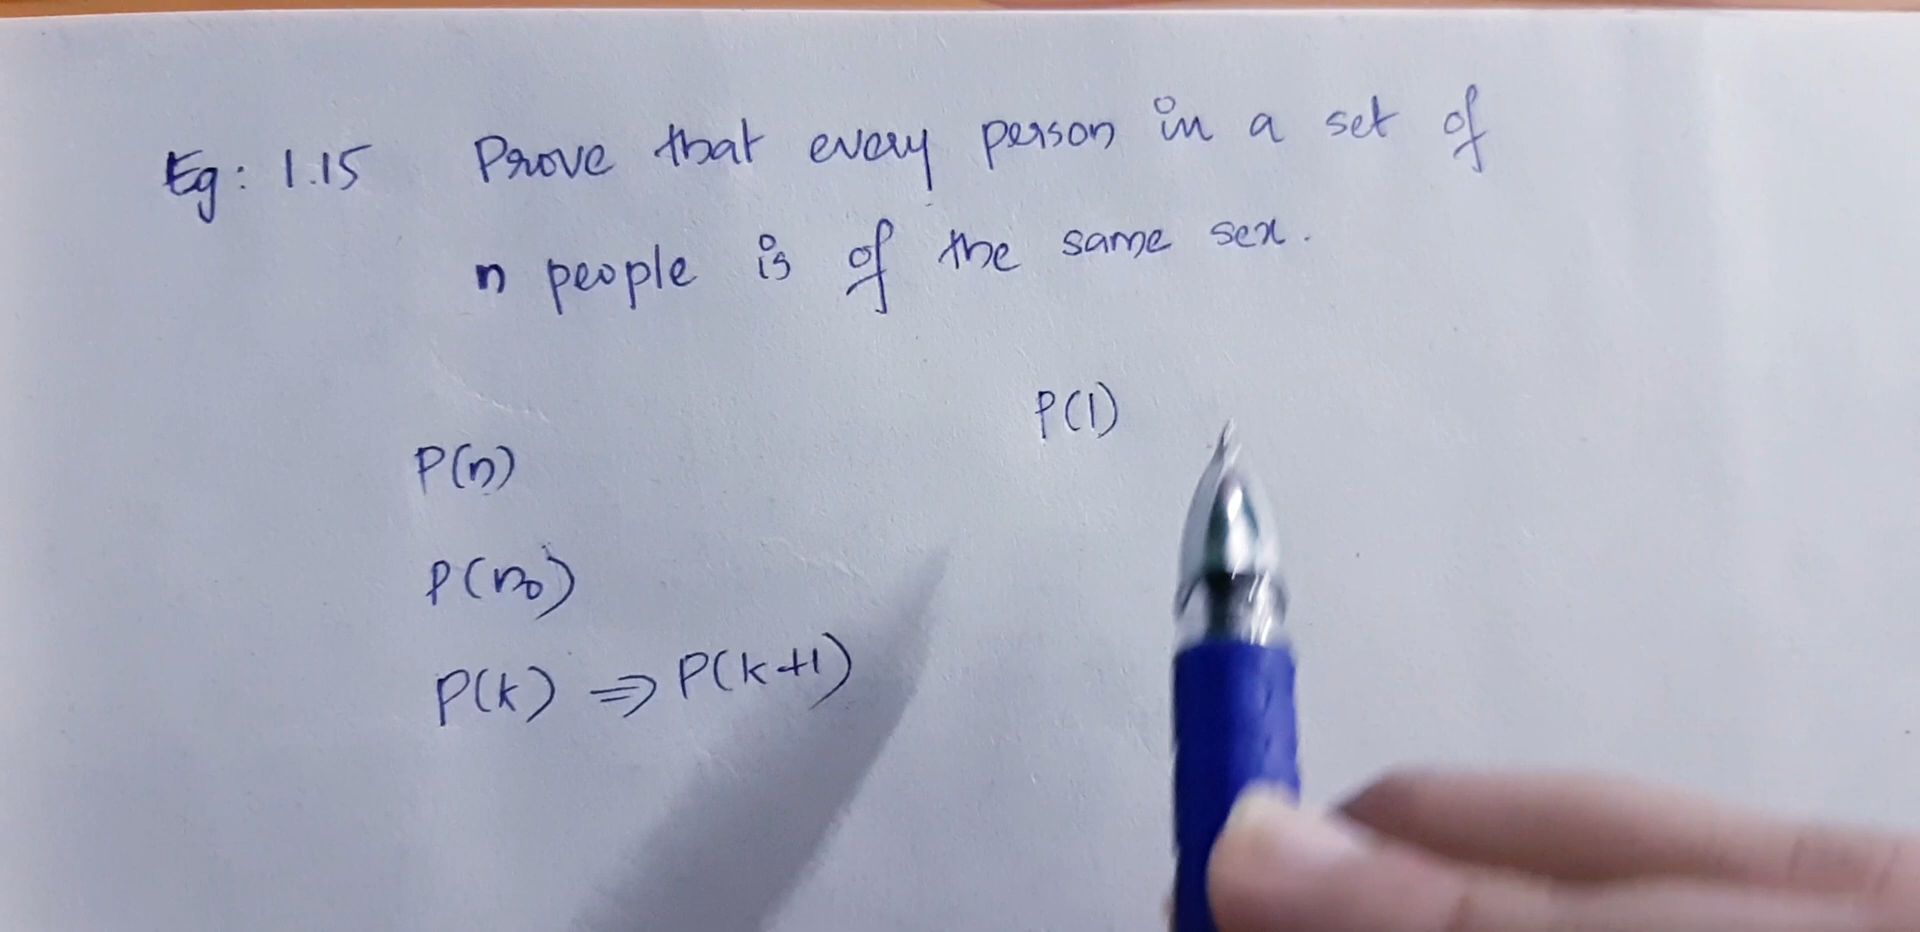 Eg: 1.15 Prove that every person in a set of
n people is of the same sex.
P(1)
P(n)
P(n₀)
P(k) ⇒ P(k+1)